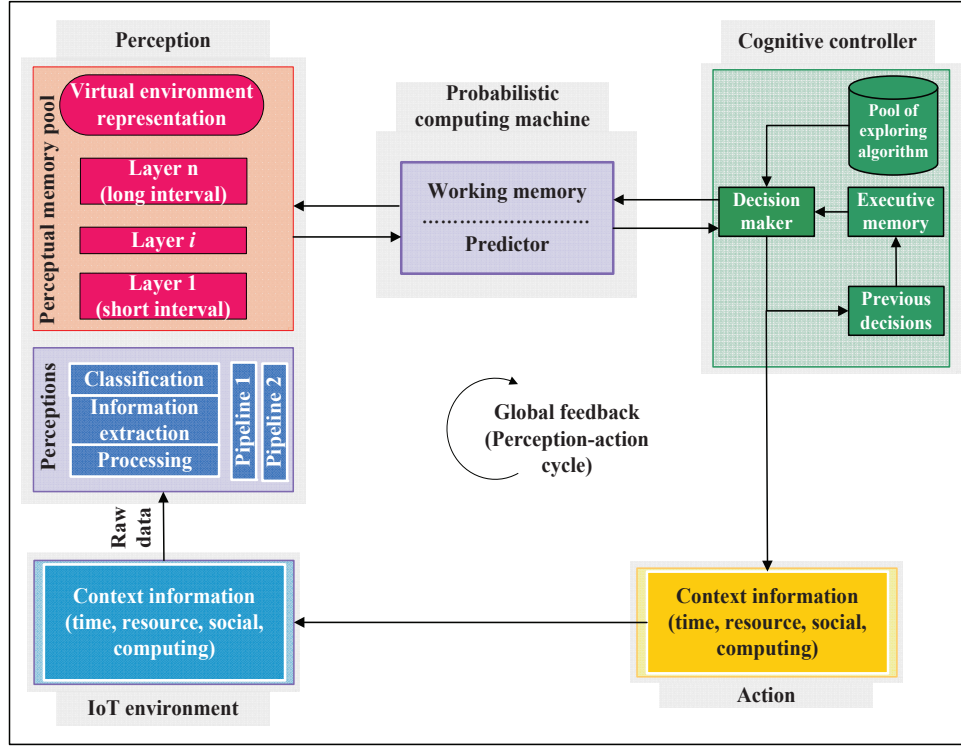 Perception
Perceptual memory pool
Virtual environment
representation
Layer n
(long interval)
Layer i
Layer 1
(short interval)
Perceptions
Classification
Information
extraction
Processing
Pipeline 1
Pipeline 2
Raw
data
Context information
(time, resource, social,
computing)
IoT environment
Probabilistic
computing machine
Working memory
............................
Predictor
Global feedback
(Perception-action
cycle)
Cognitive controller
Pool of
exploring
algorithm
Decision
maker
Executive
memory
Previous
decisions
Context information
(time, resource, social,
computing)
Action